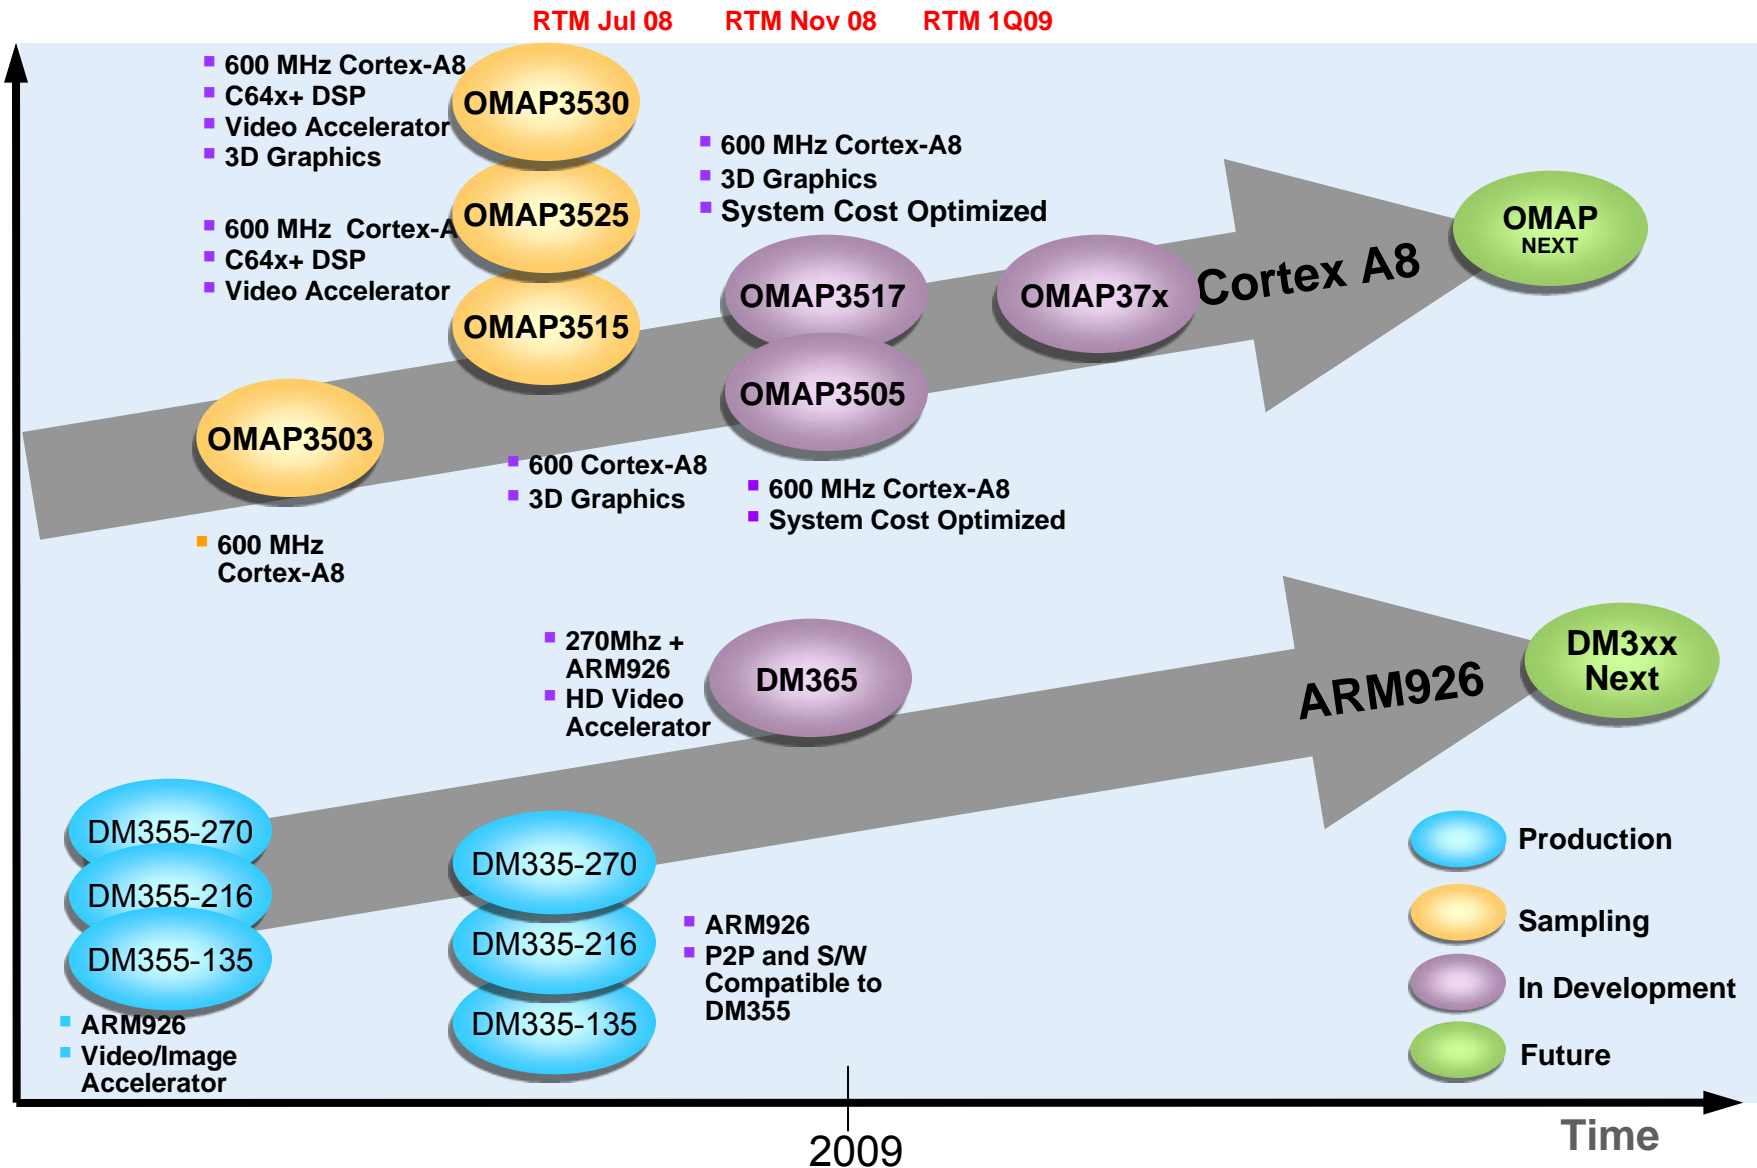 RTM Jul 08
RTM Nov 08
RTM 1Q09
600 MHz Cortex-A8
C64x+ DSP
Video Accelerator
3D Graphics
OMAP3530
600 MHz Cortex-A
C64x+ DSP
Video Accelerator
OMAP3525
OMAP3515
600 MHz Cortex-A8
3D Graphics
System Cost Optimized
OMAP3517
OMAP37x
Cortex A8
OMAP
NEXT
OMAP3505
OMAP3503
600 Cortex-A8
3D Graphics
600 MHz Cortex-A8
System Cost Optimized
600 MHz
Cortex-A8
270Mhz +
ARM926
HD Video
Accelerator
DM365
ARM926
DM3xx
Next
DM355-270
DM355-216
DM355-135
ARM926
Video/Image
Accelerator
DM335-270
DM335-216
DM335-135
ARM926
P2P and S/W
Compatible to
DM355
Production
Sampling
In Development
Future
2009
Time